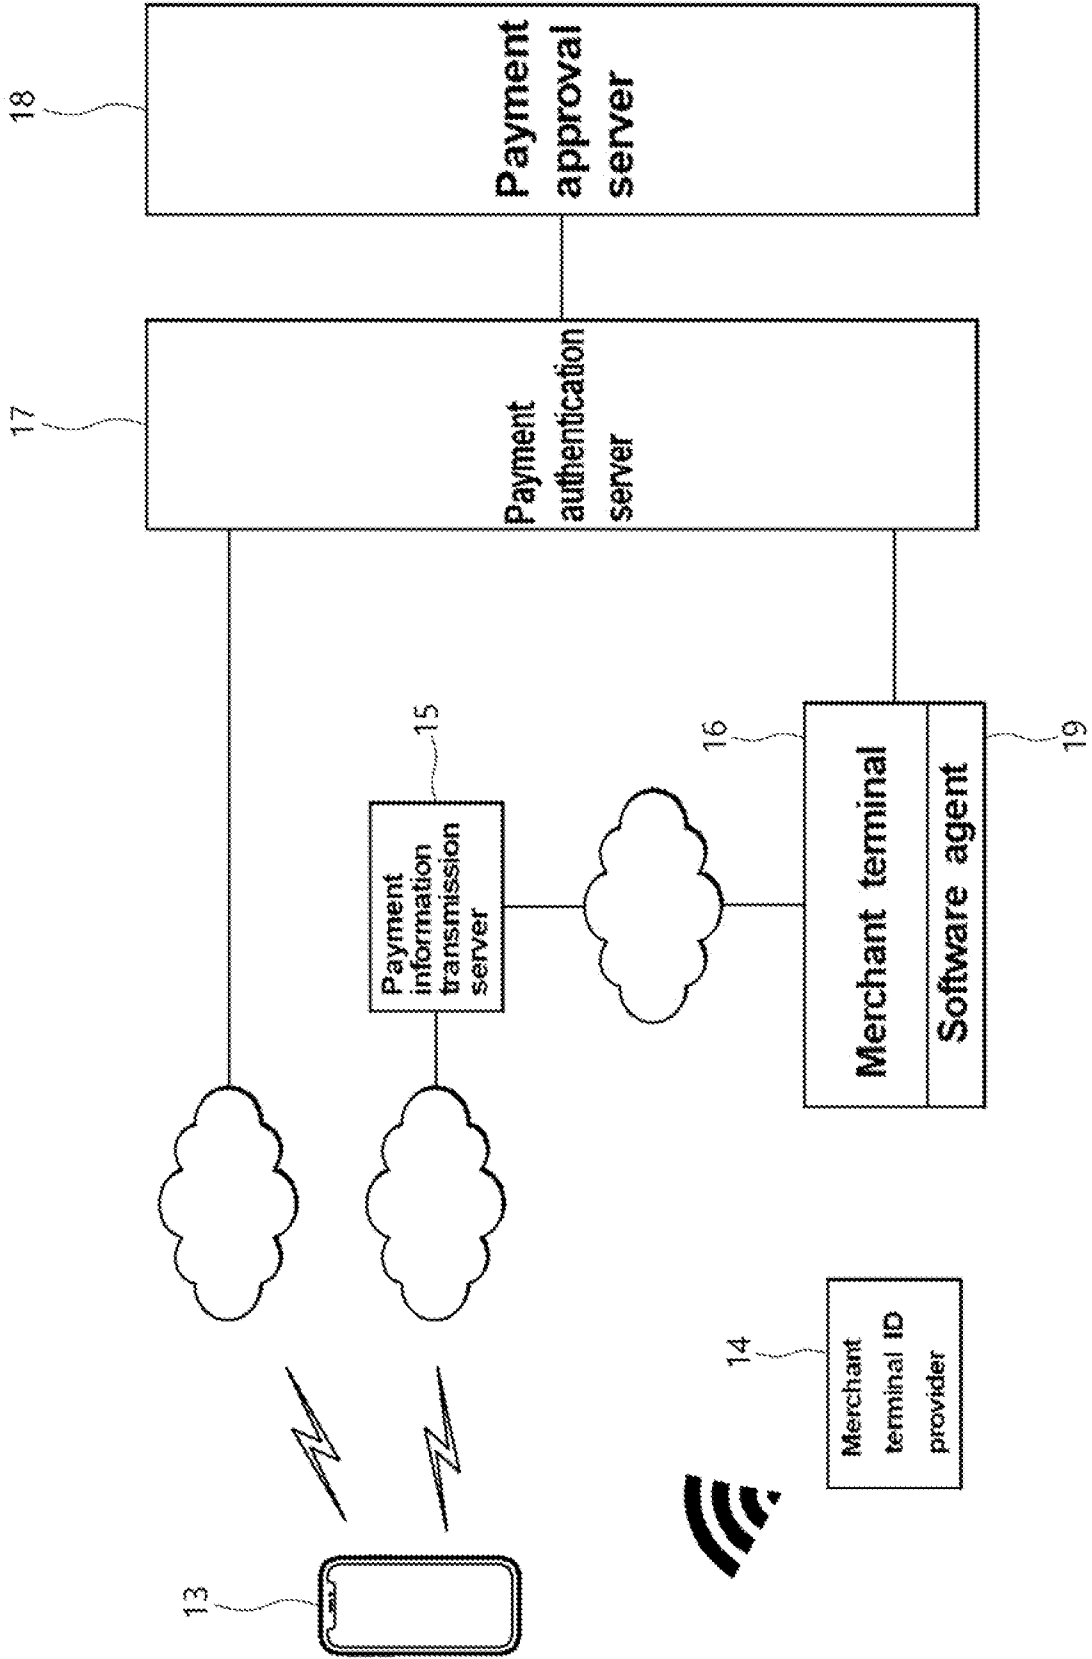 13
14
Merchant
terminal ID
provider
15
Payment
information
transmission
server
16
Merchant terminal
Software agent
19
17
Payment
authentication
server
18
Payment
approval
server